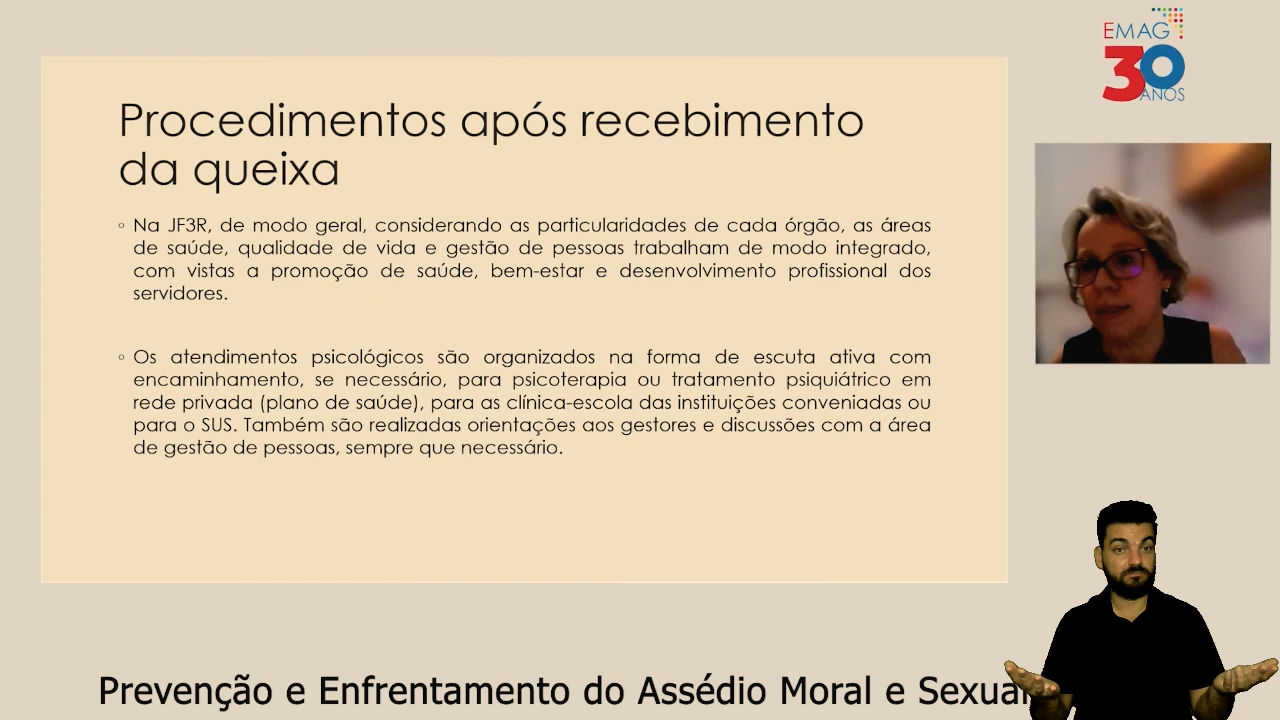 EMAG
30
ANOS
Procedimentos após recebimento
da queixa
◦ Na JF3R, de modo geral, considerando as particularidades de cada órgão, as áreas
de saúde, qualidade de vida e gestão de pessoas trabalham de modo integrado,
com vistas a promoção de saúde, bem-estar e desenvolvimento profissional dos
servidores.
◦ Os atendimentos psicológicos são organizados na forma de escuta ativa com
encaminhamento, se necessário, para psicoterapia ou tratamento psiquiátrico em
rede privada (plano de saúde), para as clínica-escola das instituições conveniadas ou
para o SUS. Também são realizadas orientações aos gestores e discussões com a área
de gestão de pessoas, sempre que necessário.
Prevenção e Enfrentamento do Assédio Moral e Sexual